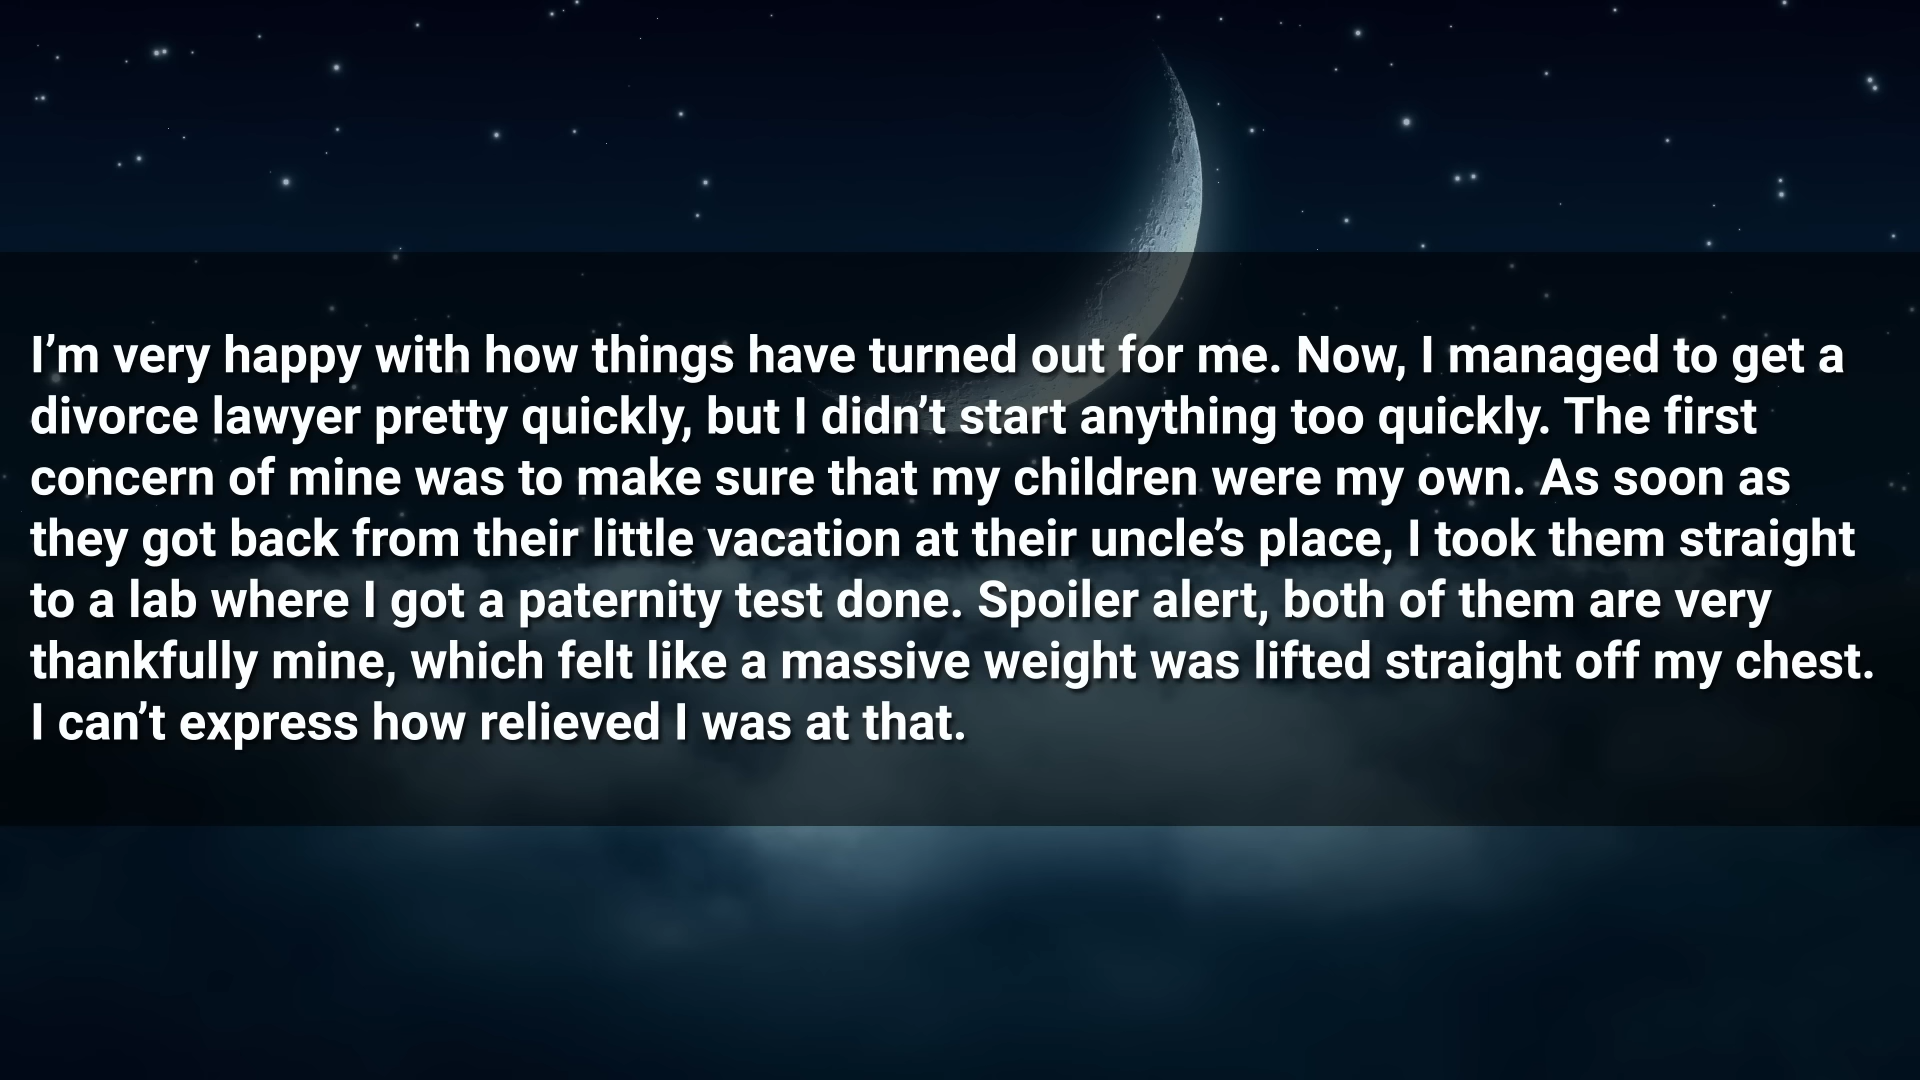 I’m very happy with how things have turned out for me. Now, I managed to get a
divorce lawyer pretty quickly, but I didn’t start anything too quickly. The first
concern of mine was to make sure that my children were my own. As soon as
they got back from their little vacation at their uncle’s place, I took them straight
to a lab where I got a paternity test done. Spoiler alert, both of them are very
thankfully mine, which felt like a massive weight was lifted straight off my chest.
I can’t express how relieved I was at that.